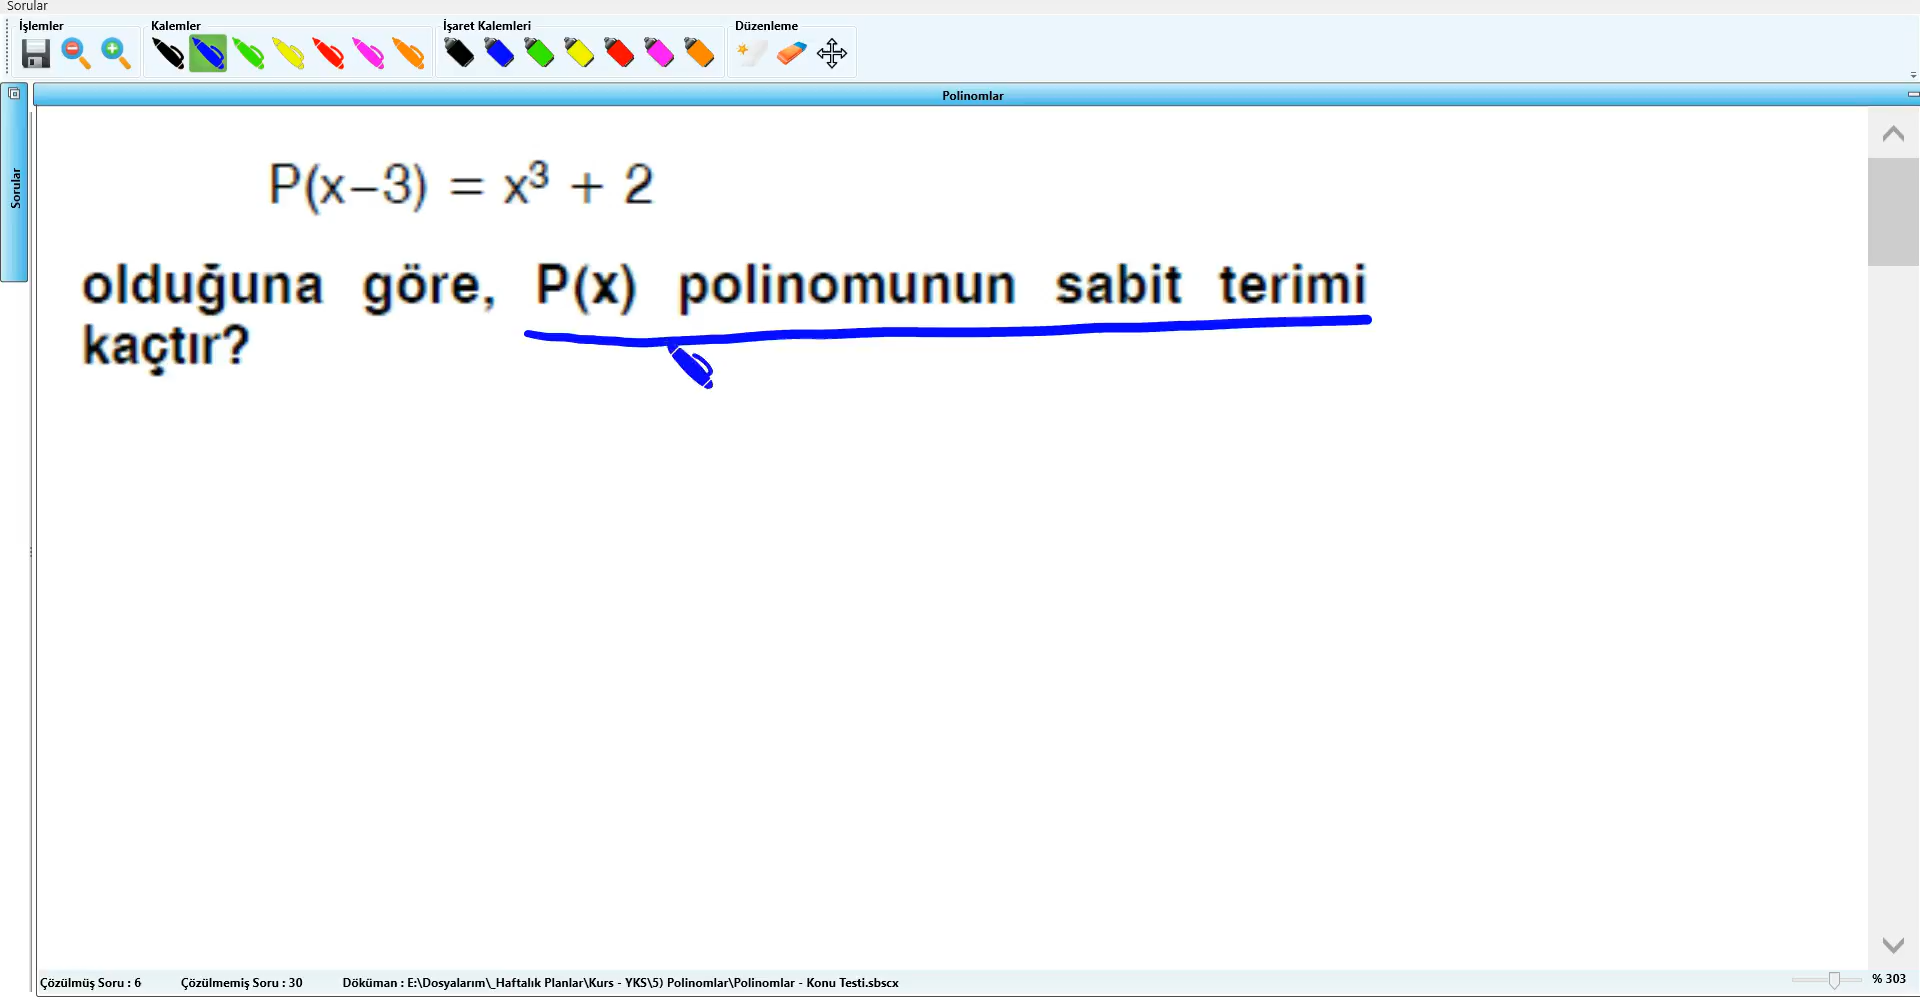 Sorular
İşlemler
Kalemler
İşaret Kalemleri
Düzenleme
Polinomlar
Sorular
P(x−3) = x³ + 2
olduğuna göre, P(x) polinomunun sabit terimi
kaçtır?
Çözülmüş Soru : 6
Çözülmemiş Soru : 30
Döküman : E:\Dosyalarım\_Haftalık Planlar\Kurs - YKS\5) Polinomlar\Polinomlar - Konu Testi.sbscx
% 303